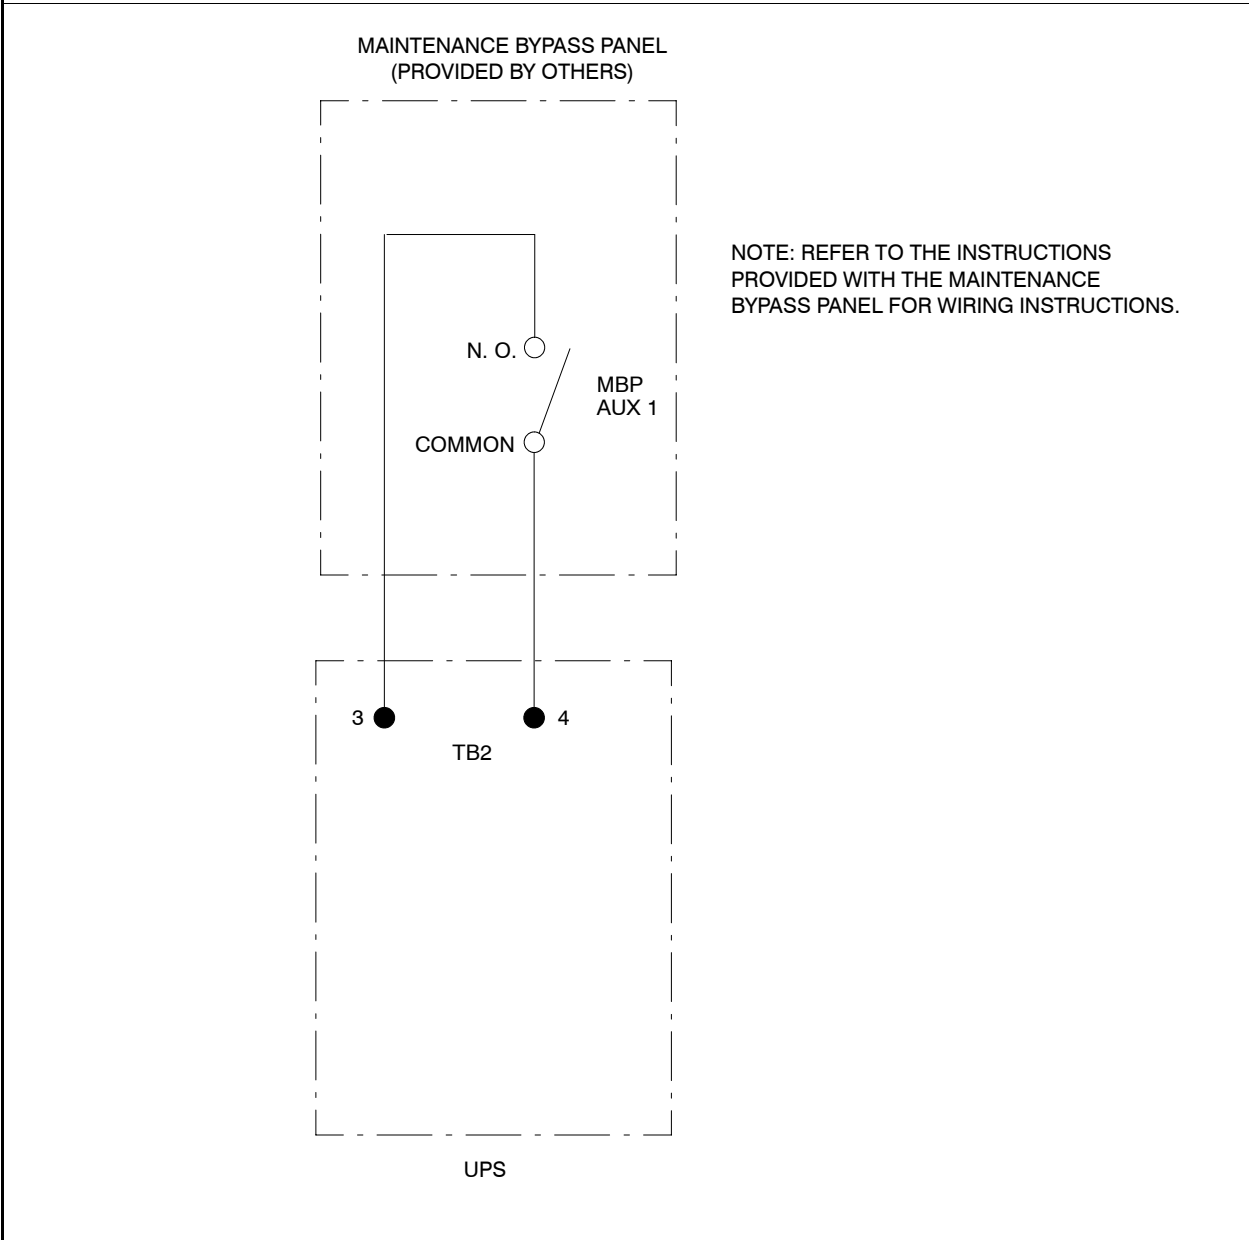 MAINTENANCE BYPASS PANEL
(PROVIDED BY OTHERS)
NOTE: REFER TO THE INSTRUCTIONS
PROVIDED WITH THE MAINTENANCE
BYPASS PANEL FOR WIRING INSTRUCTIONS.
N. O.
MBP
AUX 1
COMMON
3
4
TB2
UPS